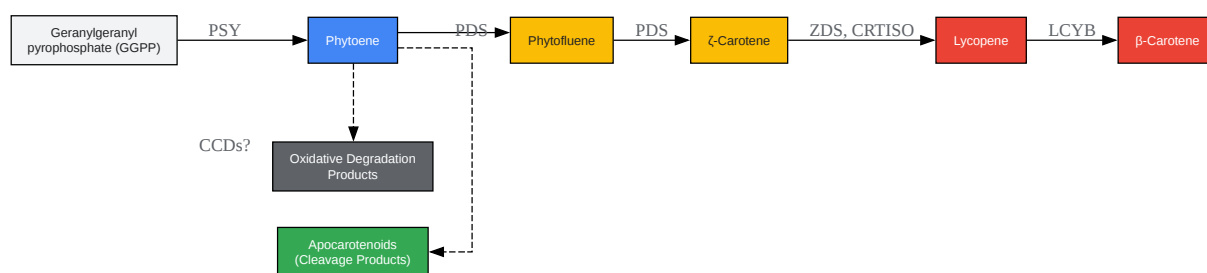 Geranylgeranyl
pyrophosphate (GGPP)
PSY
Phytoene
PDS
Phytofluene
PDS
ζ-Carotene
ZDS, CRTISO
Lycopene
LCYB
β-Carotene
CCDs?
Oxidative Degradation
Products
Apocarotenoids
(Cleavage Products)